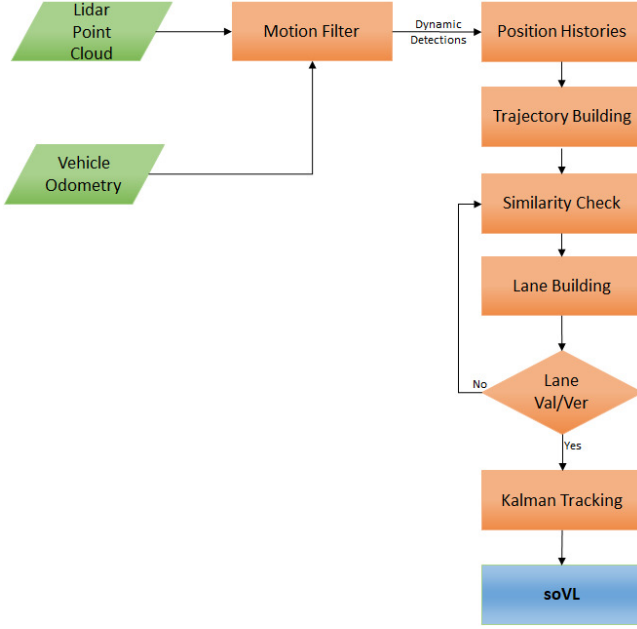 Lidar
Point
Cloud
Motion Filter
Dynamic
Detections
Position Histories
Trajectory Building
Vehicle
Odometry
Similarity Check
Lane Building
No
Lane
Val/Ver
Yes
Kalman Tracking
soVL